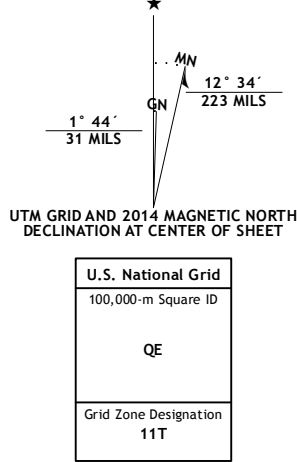 ★
MN
GN
12° 34´
223 MILS
1° 44´
31 MILS
UTM GRID AND 2014 MAGNETIC NORTH
DECLINATION AT CENTER OF SHEET
U.S. National Grid
100,000-m Square ID
QE
Grid Zone Designation
11T